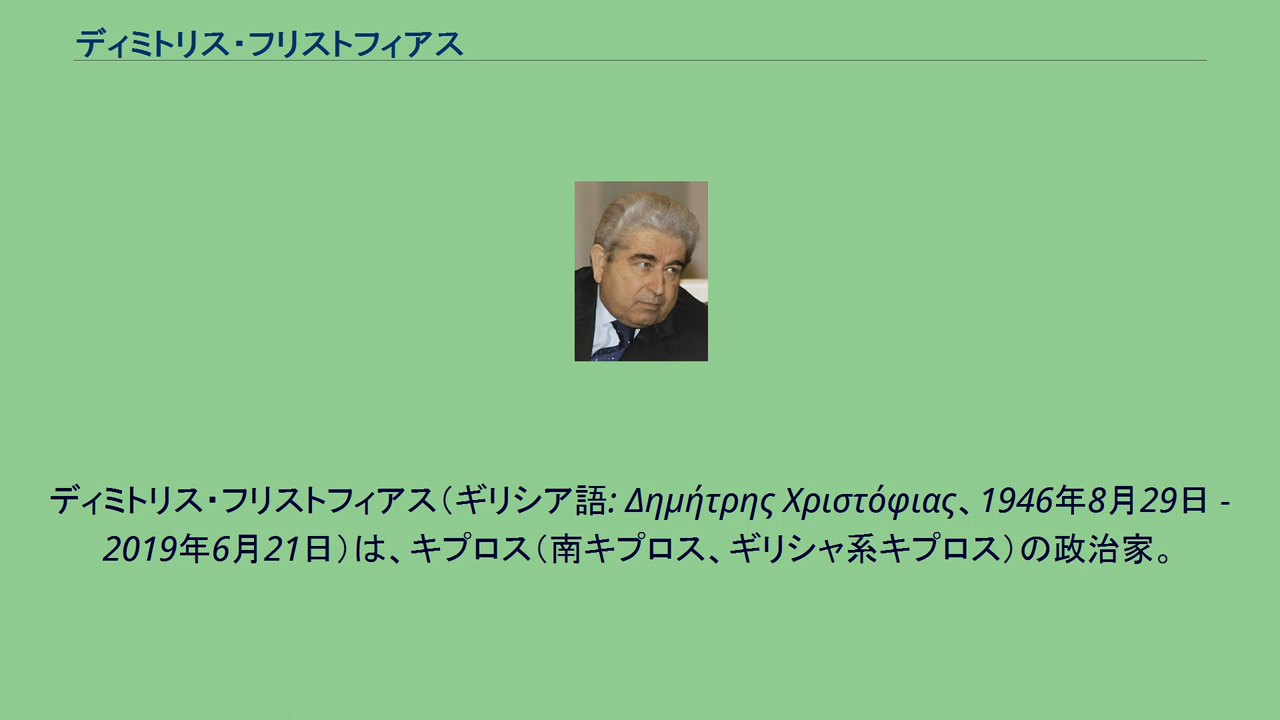 ディミトリス・フリストフィアス
ディミトリス・フリストフィアス（ギリシア語: Δημήτρης Χριστόφιας、1946年8月29日 -
2019年6月21日）は、キプロス（南キプロス、ギリシャ系キプロス）の政治家。